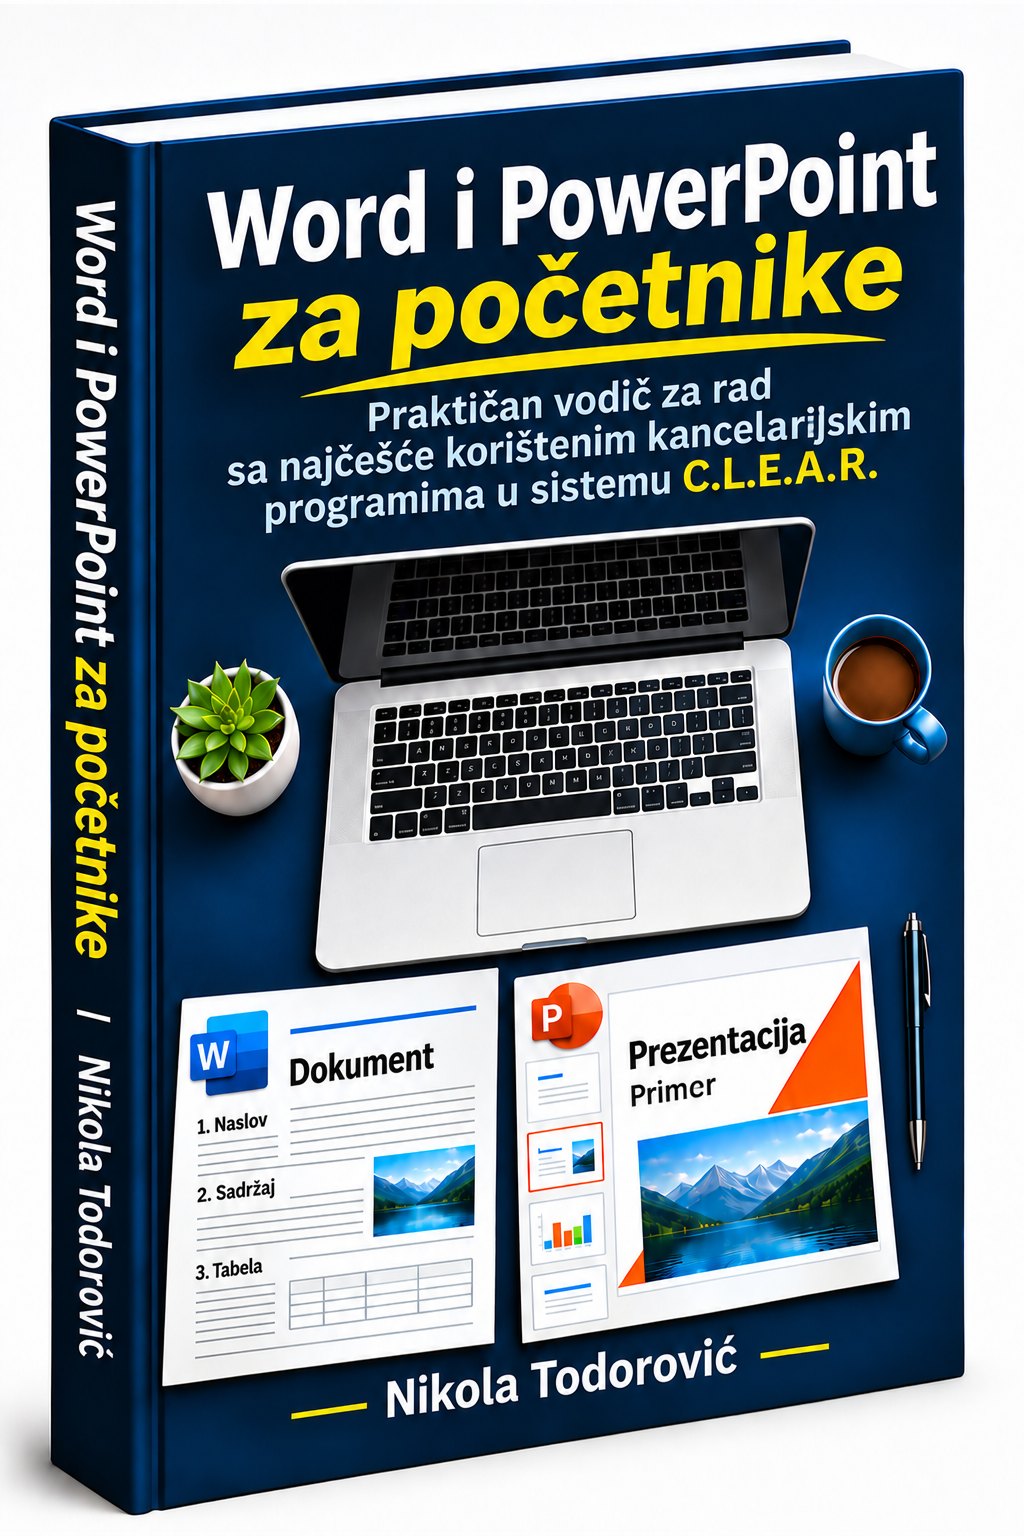 Word i PowerPoint za početnike | Nikola Todorović
Word i PowerPoint
za početnike
Praktičan vodič za rad
sa najčešće korištenim kancelarijskim
programima u sistemu C.L.E.A.R.
W
Dokument
1. Naslov
2. Sadržaj
3. Tabela
P
Prezentacija
Primer
Nikola Todorović